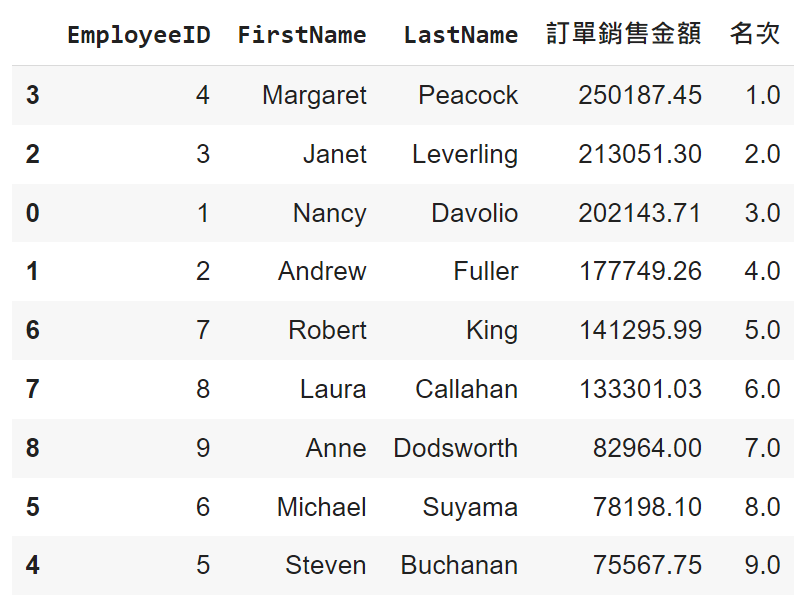 EmployeeID FirstName LastName 訂單銷售金額 名次
3 4 Margaret Peacock 250187.45 1.0
2 3 Janet Leverling 213051.30 2.0
0 1 Nancy Davolio 202143.71 3.0
1 2 Andrew Fuller 177749.26 4.0
6 7 Robert King 141295.99 5.0
7 8 Laura Callahan 133301.03 6.0
8 9 Anne Dodsworth 82964.00 7.0
5 6 Michael Suyama 78198.10 8.0
4 5 Steven Buchanan 75567.75 9.0